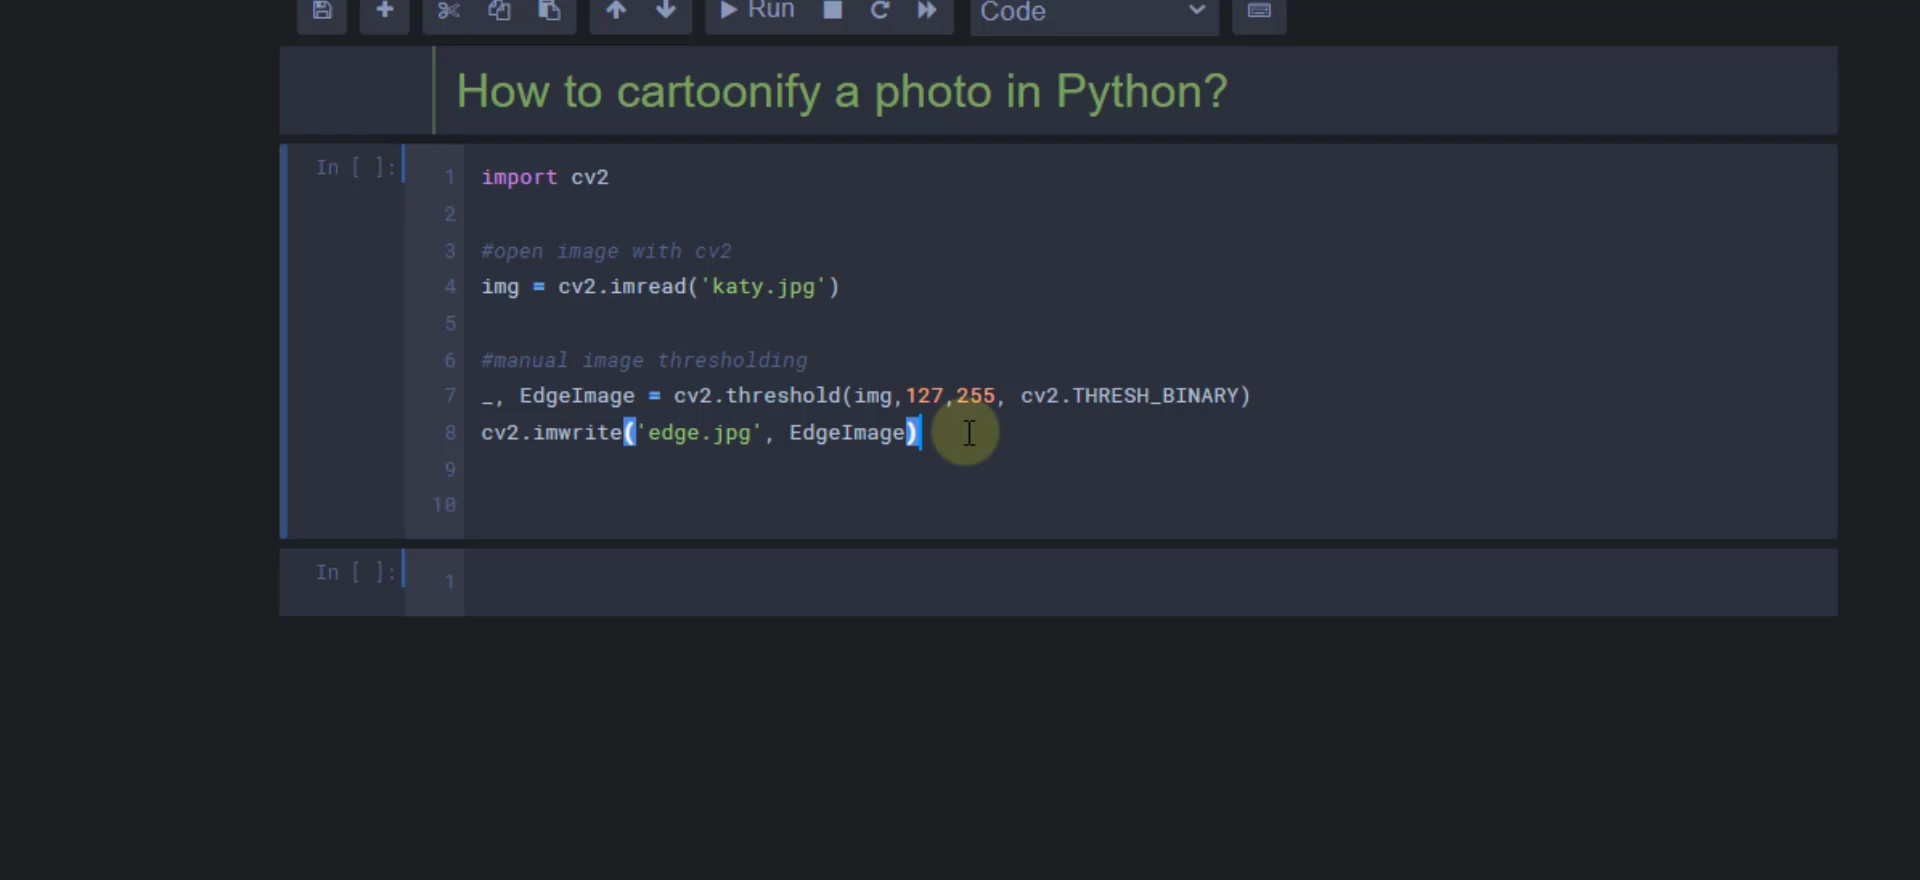 Run Code
How to cartoonify a photo in Python?
In [ ]:
1 import cv2
2
3 #open image with cv2
4 img = cv2.imread('katy.jpg')
5
6 #manual image thresholding
7 _, EdgeImage = cv2.threshold(img,127,255, cv2.THRESH_BINARY)
8 cv2.imwrite('edge.jpg', EdgeImage)
9
10
In [ ]:
1